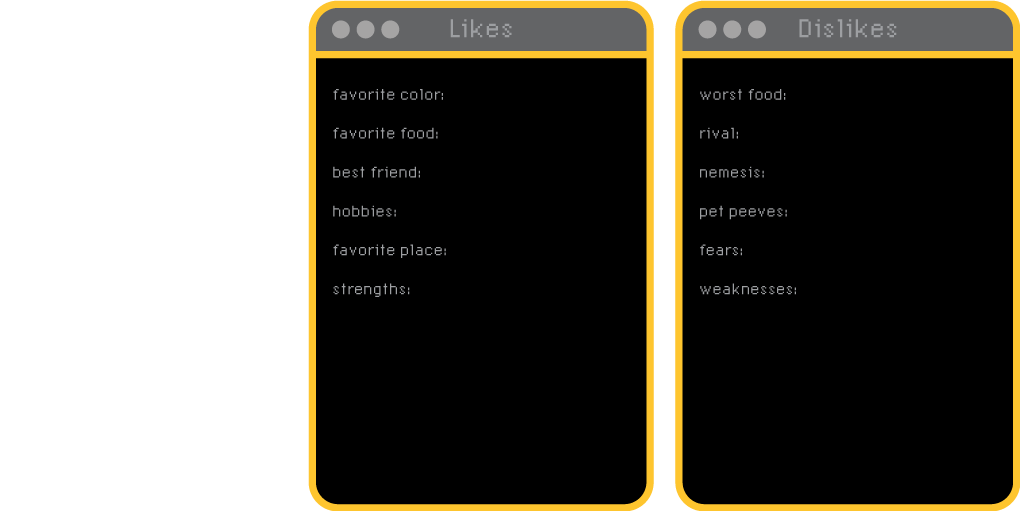 Likes
favorite color:
favorite food:
best friend:
hobbies:
favorite place:
strengths:
Dislikes
worst food:
rival:
nemesis:
pet peeves:
fears:
weaknesses: